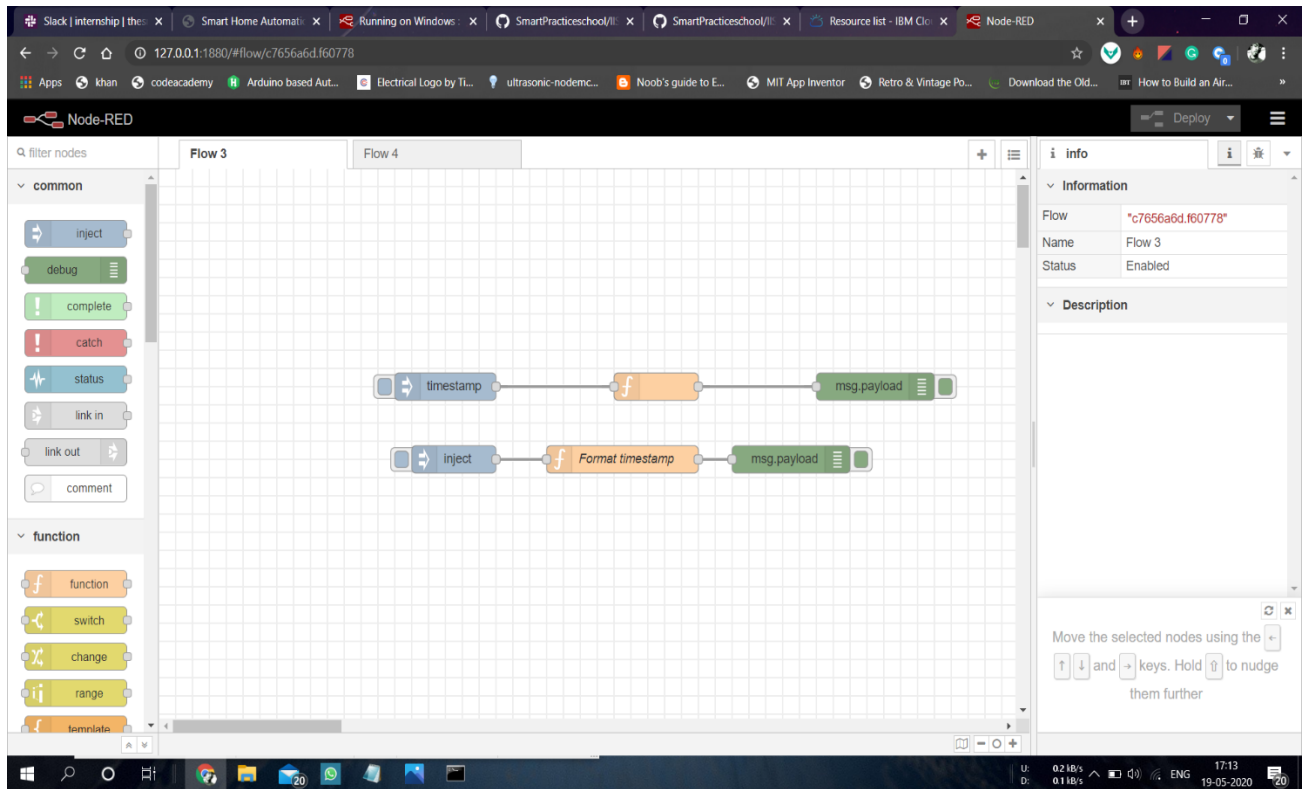 Slack | internship | thes
Smart Home Automatic
Running on Windows :
SmartPracticeschool/IIS
SmartPracticeschool/IIS
Resource list - IBM Clo
Node-RED
127.0.0.1:1880/#flow/c7656a6d.f60778
Apps
khan
codeacademy
Arduino based Aut...
Electrical Logo by Ti...
ultrasonic-nodemc...
Noob's guide to E...
MIT App Inventor
Retro & Vintage Po...
Download the Old...
How to Build an Air...
»
Node-RED
Deploy
filter nodes
Flow 3
Flow 4
i info
i
common
inject
debug
complete
catch
status
link in
link out
comment
function
function
switch
change
range
template
timestamp
f
msg.payload
inject
f
Format timestamp
msg.payload
Information
Flow
"c7656a6d.f60778"
Name
Flow 3
Status
Enabled
Description
Move the selected nodes using the ←
↑ ↓ and → keys. Hold ⇧ to nudge
them further
20
U:
D:
0.2 kB/s
0.1 kB/s
ENG
17:13
19-05-2020
20